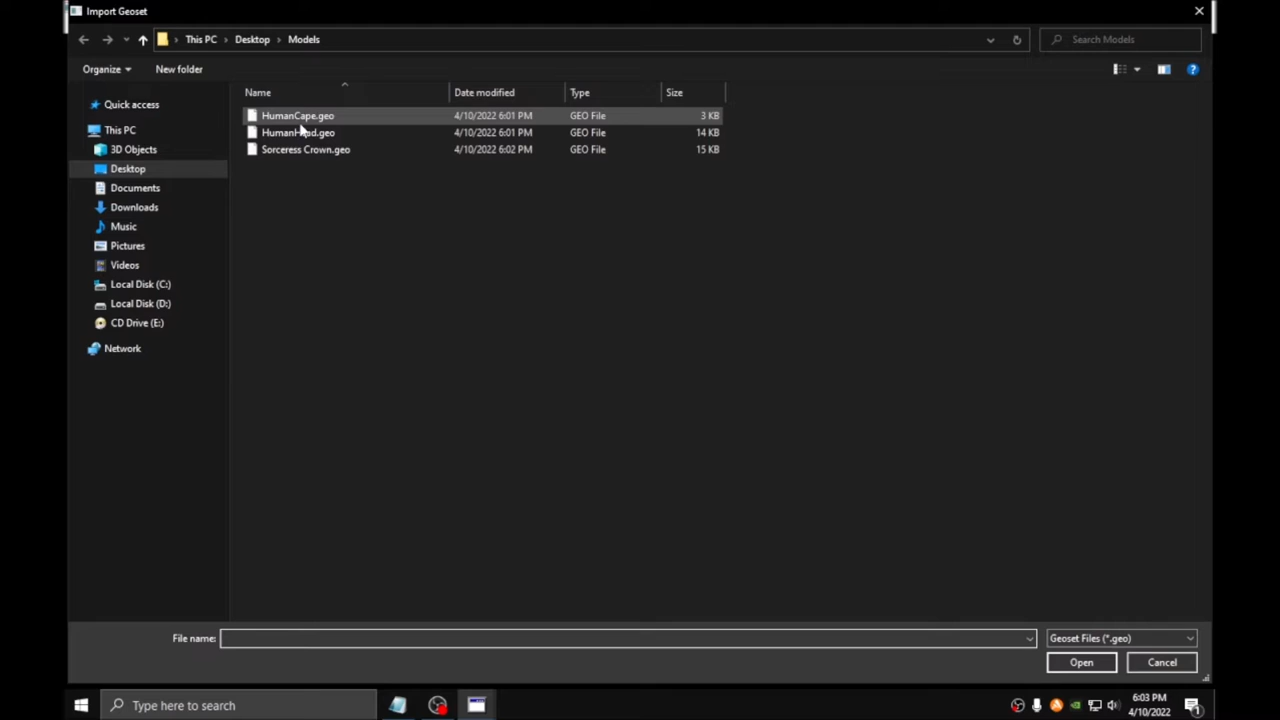 Import Geoset
This PC > Desktop > Models
Search Models
Organize
New folder
Name Date modified Type Size
HumanCape.geo 4/10/2022 6:01 PM GEO File 3 KB
HumanHead.geo 4/10/2022 6:01 PM GEO File 14 KB
Sorceress Crown.geo 4/10/2022 6:02 PM GEO File 15 KB
Quick access
This PC
3D Objects
Desktop
Documents
Downloads
Music
Pictures
Videos
Local Disk (C:)
Local Disk (D:)
CD Drive (E:)
Network
File name:
Geoset Files (*.geo)
Open Cancel
Type here to search
6:03 PM
4/10/2022
1